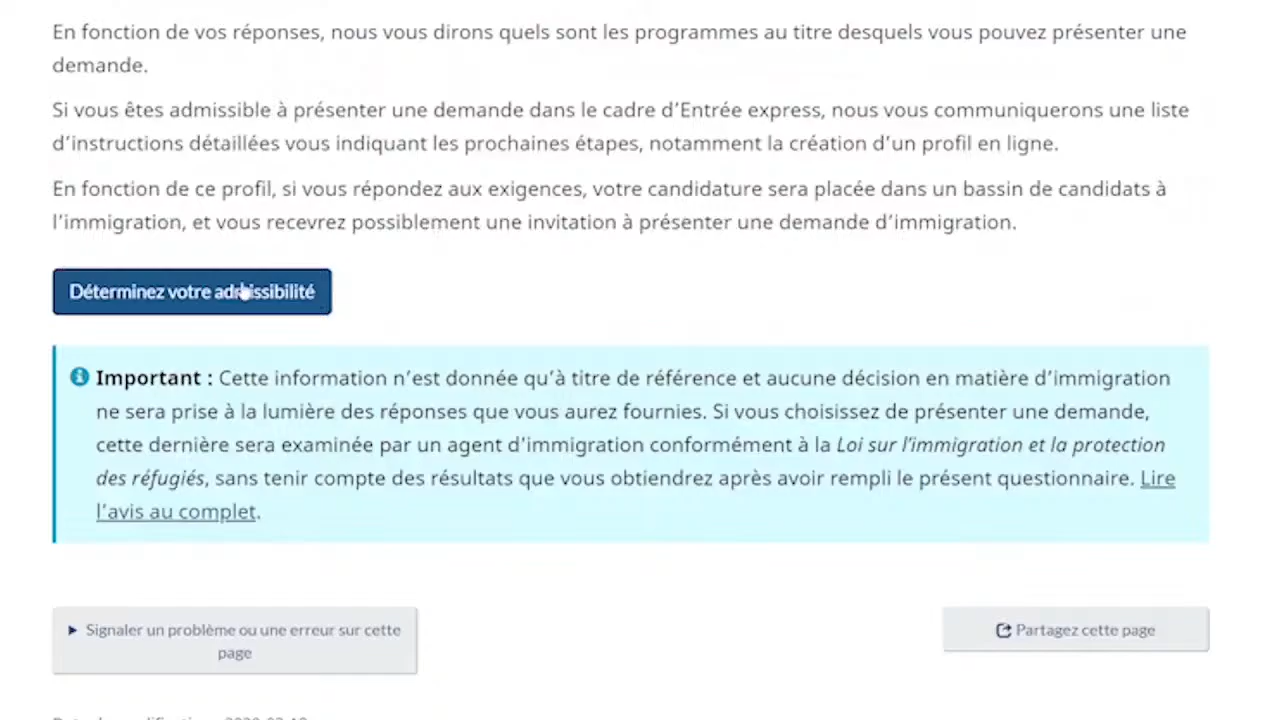 En fonction de vos réponses, nous vous dirons quels sont les programmes au titre desquels vous pouvez présenter une
demande.
Si vous êtes admissible à présenter une demande dans le cadre d’Entrée express, nous vous communiquerons une liste
d’instructions détaillées vous indiquant les prochaines étapes, notamment la création d’un profil en ligne.
En fonction de ce profil, si vous répondez aux exigences, votre candidature sera placée dans un bassin de candidats à
l’immigration, et vous recevrez possiblement une invitation à présenter une demande d’immigration.
Déterminez votre admissibilité
Important : Cette information n’est donnée qu’à titre de référence et aucune décision en matière d’immigration
ne sera prise à la lumière des réponses que vous aurez fournies. Si vous choisissez de présenter une demande,
cette dernière sera examinée par un agent d’immigration conformément à la Loi sur l’immigration et la protection
des réfugiés, sans tenir compte des résultats que vous obtiendrez après avoir rempli le présent questionnaire. Lire
l’avis au complet.
Signaler un problème ou une erreur sur cette
page
Partagez cette page